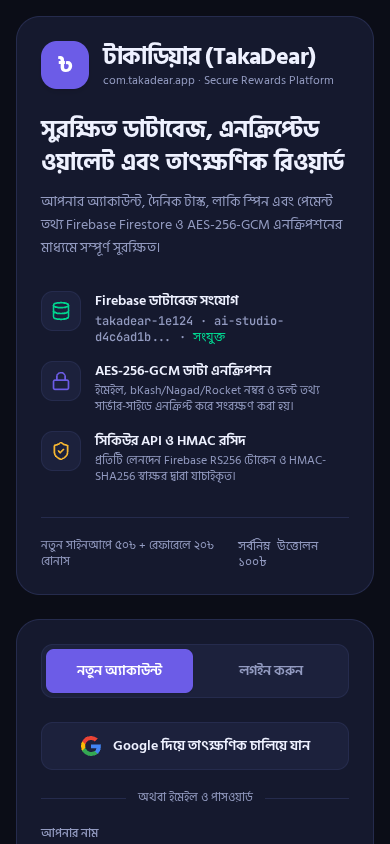 ৳
টাকাডিয়ার (TakaDear)
com.takadear.app · Secure Rewards Platform
সুরক্ষিত ডাটাবেজ, এনক্রিপ্টেড
ওয়ালেট এবং তাৎক্ষণিক রিওয়ার্ড
আপনার অ্যাকাউন্ট, দৈনিক টাস্ক, লাকি স্পিন এবং পেমেন্ট
তথ্য Firebase Firestore ও AES-256-GCM এনক্রিপশনের
মাধ্যমে সম্পূর্ণ সুরক্ষিত।
Firebase ডাটাবেজ সংযোগ
takadear-1e124 · ai-studio-
d4c6ad1b... · সংযুক্ত
AES-256-GCM ডাটা এনক্রিপশন
ইমেইল, bKash/Nagad/Rocket নম্বর ও ভল্ট তথ্য
সার্ভার-সাইডে এনক্রিপ্ট করে সংরক্ষণ করা হয়।
সিকিউর API ও HMAC রসিদ
প্রতিটি লেনদেন Firebase RS256 টোকেন ও HMAC-
SHA256 স্বাক্ষর দ্বারা যাচাইকৃত।
নতুন সাইনআপে ৫০৳ + রেফারেলে ২০৳
বোনাস
সর্বনিম্ন উত্তোলন
১০০৳
নতুন অ্যাকাউন্ট
লগইন করুন
Google দিয়ে তাৎক্ষণিক চালিয়ে যান
অথবা ইমেইল ও পাসওয়ার্ড
আপনার নাম